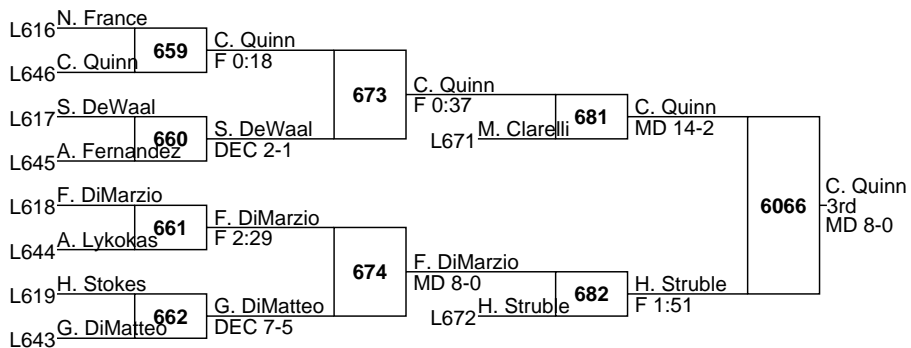 L616 N. France
659
C. Quinn
F 0:18
L646 C. Quinn
673
C. Quinn
F 0:37
L617 S. DeWaal
660
S. DeWaal
DEC 2-1
L645 A. Fernandez
681
C. Quinn
MD 14-2
L671 M. Clarelli
6066
C. Quinn
3rd
MD 8-0
L618 F. DiMarzio
661
F. DiMarzio
F 2:29
L644 A. Lykokas
674
F. DiMarzio
MD 8-0
L619 H. Stokes
662
G. DiMatteo
DEC 7-5
L643 G. DiMatteo
682
H. Struble
F 1:51
L672 H. Struble